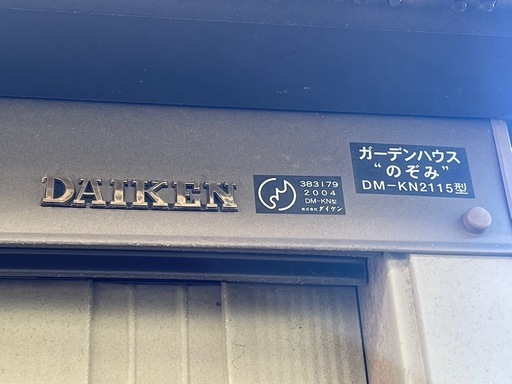 DAIKEN
383179
2004
DM-KN型
株式会社 ダイケン
ガーデンハウス
“のぞみ”
DM-KN2115型